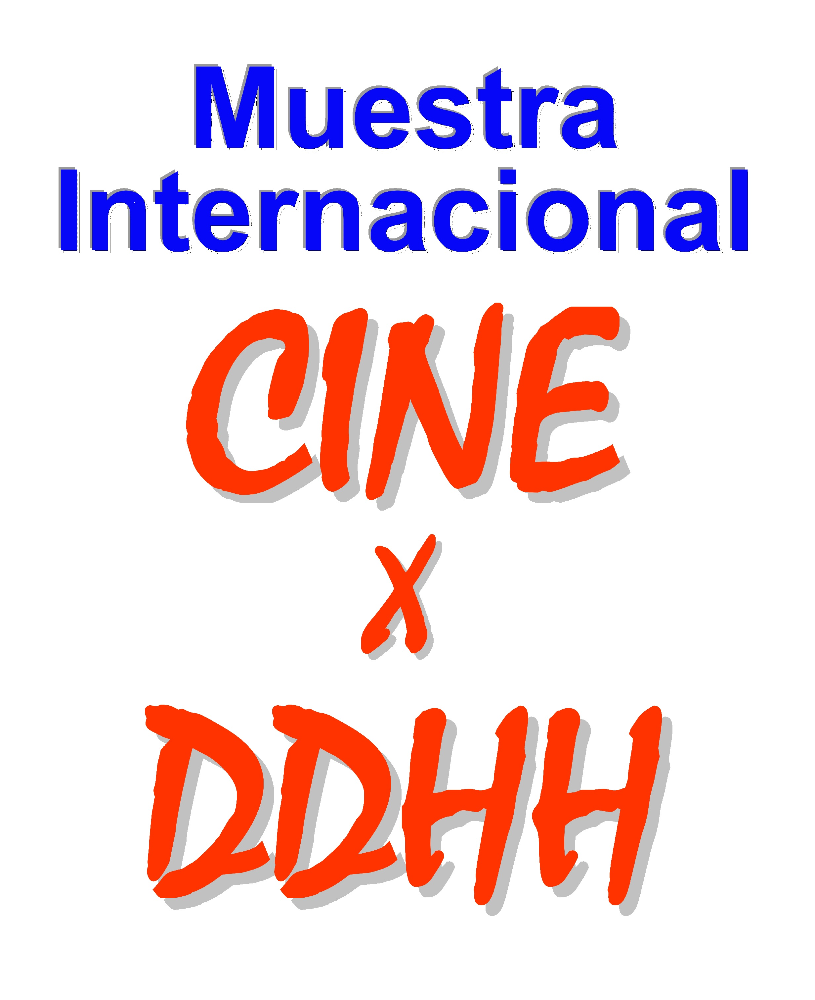 Muestra
Internacional
CINE
X
DDHH